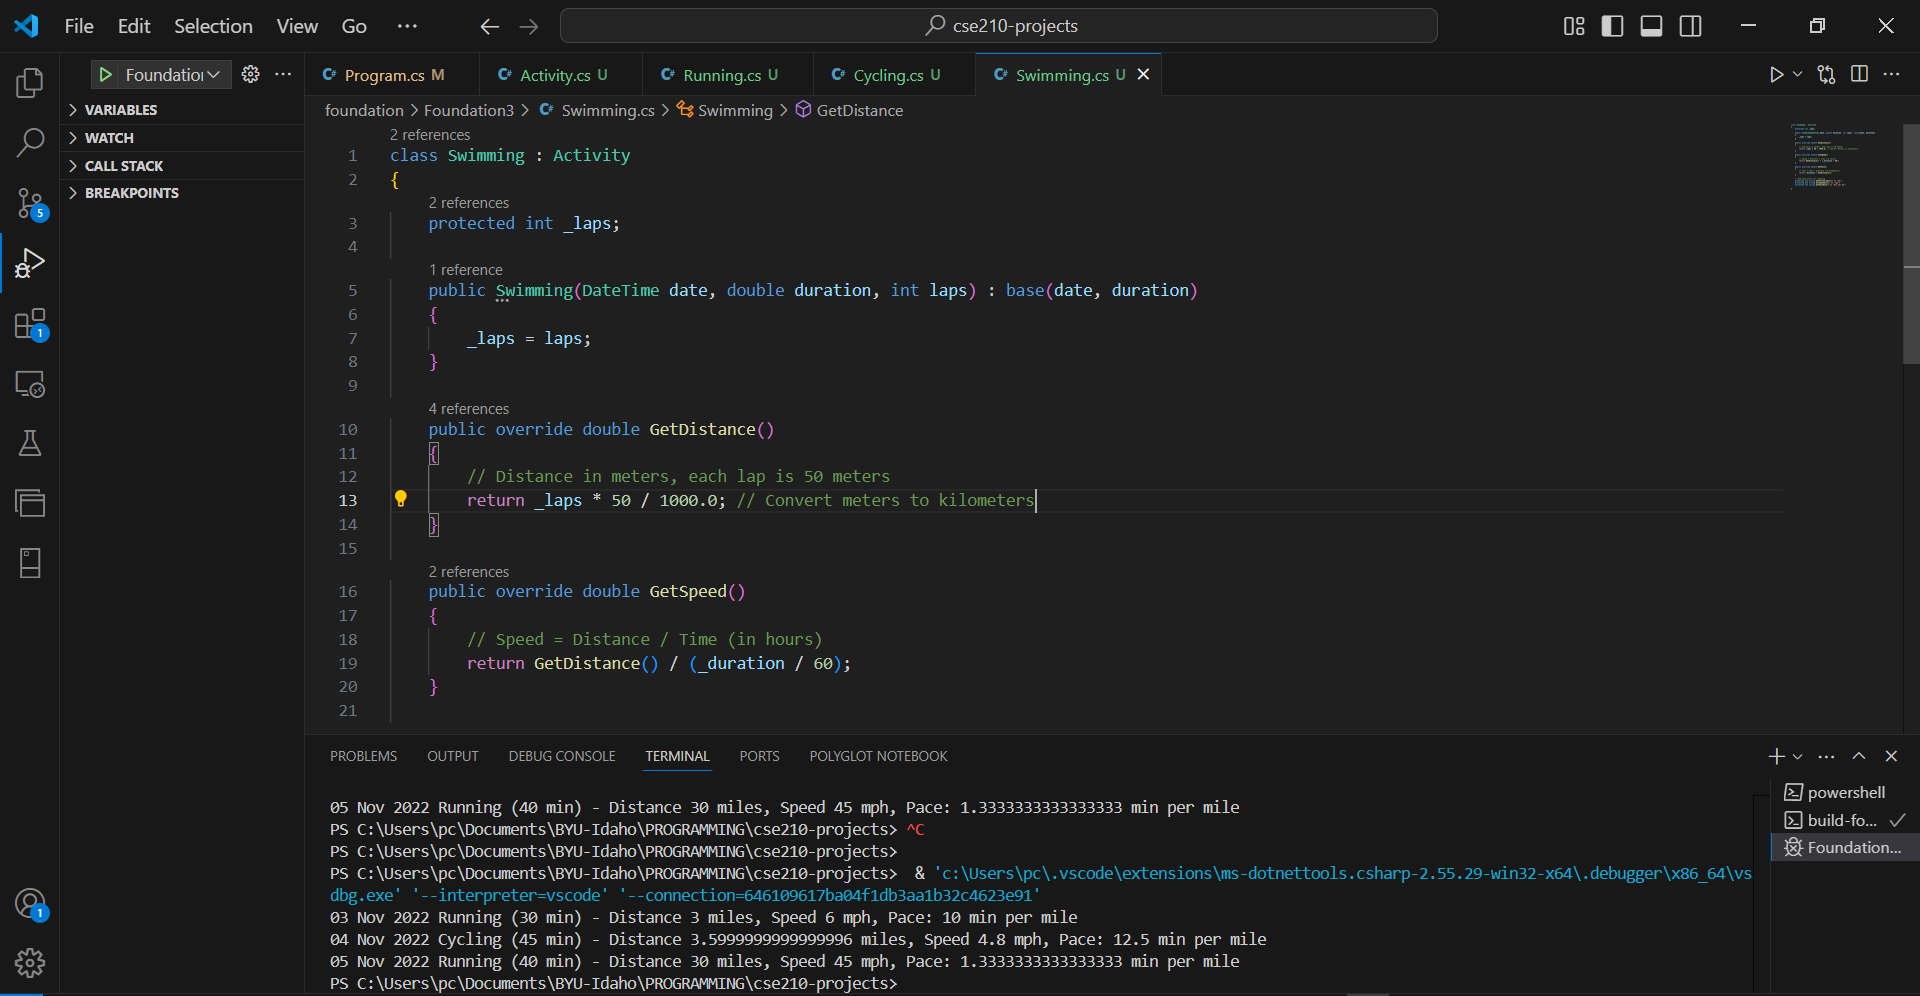 File Edit Selection View Go ··· cse210-projects
Foundatio ··· Program.cs M Activity.cs U Running.cs U Cycling.cs U Swimming.cs U
VARIABLES
WATCH
CALL STACK
BREAKPOINTS
5
1
1
foundation > Foundation3 > Swimming.cs > Swimming > GetDistance
2 references
1 class Swimming : Activity
2 {
2 references
3 protected int _laps;
4
1 reference
5 public Swimming(DateTime date, double duration, int laps) : base(date, duration)
6 {
7 _laps = laps;
8 }
9
4 references
10 public override double GetDistance()
11 {
12 // Distance in meters, each lap is 50 meters
13 return _laps * 50 / 1000.0; // Convert meters to kilometers
14 }
15
2 references
16 public override double GetSpeed()
17 {
18 // Speed = Distance / Time (in hours)
19 return GetDistance() / (_duration / 60);
20 }
21
PROBLEMS OUTPUT DEBUG CONSOLE TERMINAL PORTS POLYGLOT NOTEBOOK
05 Nov 2022 Running (40 min) - Distance 30 miles, Speed 45 mph, Pace: 1.3333333333333333 min per mile
PS C:\Users\pc\Documents\BYU-Idaho\PROGRAMMING\cse210-projects> ^C
PS C:\Users\pc\Documents\BYU-Idaho\PROGRAMMING\cse210-projects>
PS C:\Users\pc\Documents\BYU-Idaho\PROGRAMMING\cse210-projects> & 'c:\Users\pc\.vscode\extensions\ms-dotnettools.csharp-2.55.29-win32-x64\.debugger\x86_64\vs
dbg.exe' '--interpreter=vscode' '--connection=646109617ba04f1db3aa1b32c4623e91'
03 Nov 2022 Running (30 min) - Distance 3 miles, Speed 6 mph, Pace: 10 min per mile
04 Nov 2022 Cycling (45 min) - Distance 3.5999999999999996 miles, Speed 4.8 mph, Pace: 12.5 min per mile
05 Nov 2022 Running (40 min) - Distance 30 miles, Speed 45 mph, Pace: 1.3333333333333333 min per mile
PS C:\Users\pc\Documents\BYU-Idaho\PROGRAMMING\cse210-projects>
powershell
build-fo...
Foundation...